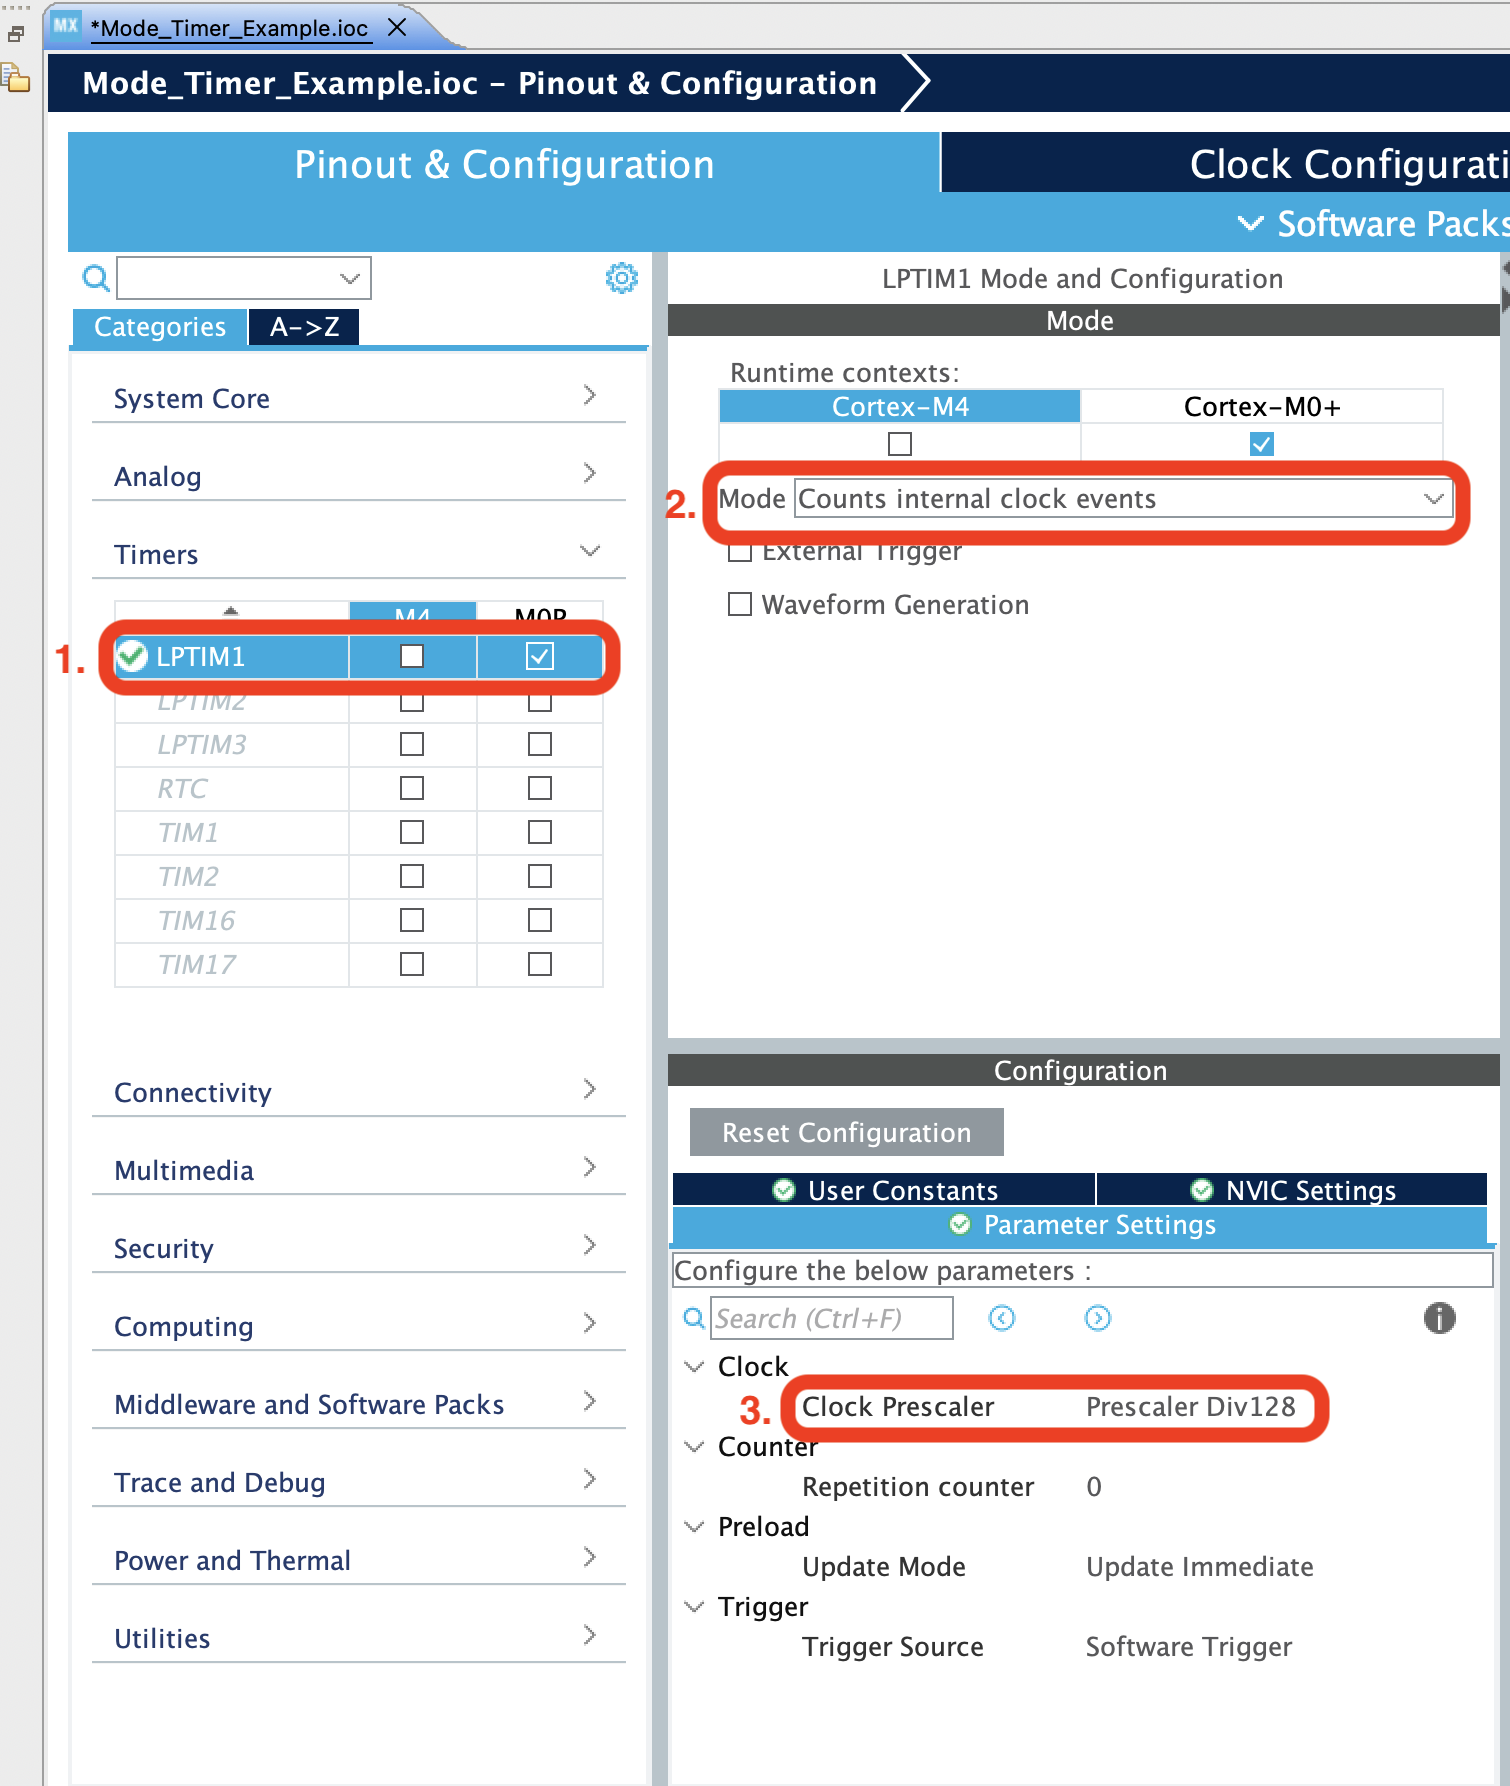 MX *Mode_Timer_Example.ioc
Mode_Timer_Example.ioc – Pinout & Configuration
Pinout & Configuration
Clock Configurati
Software Packs
Categories
A->Z
System Core
Analog
Timers
M4 M0P
1. LPTIM1
LPTIM2
LPTIM3
RTC
TIM1
TIM2
TIM16
TIM17
Connectivity
Multimedia
Security
Computing
Middleware and Software Packs
Trace and Debug
Power and Thermal
Utilities
LPTIM1 Mode and Configuration
Mode
Runtime contexts:
Cortex-M4 Cortex-M0+
2. Mode Counts internal clock events
External Trigger
Waveform Generation
Configuration
Reset Configuration
User Constants NVIC Settings
Parameter Settings
Configure the below parameters :
Search (Ctrl+F)
Clock
3. Clock Prescaler Prescaler Div128
Counter
Repetition counter 0
Preload
Update Mode Update Immediate
Trigger
Trigger Source Software Trigger